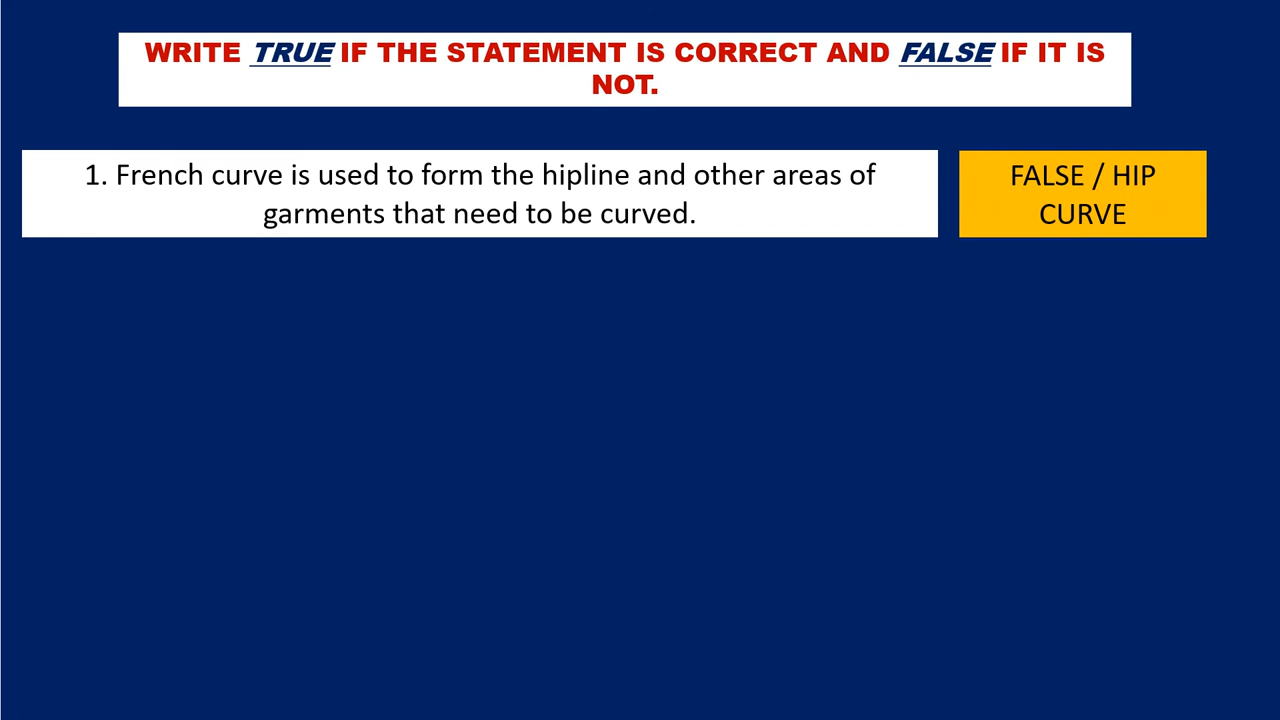 WRITE TRUE IF THE STATEMENT IS CORRECT AND FALSE IF IT IS
NOT.
1. French curve is used to form the hipline and other areas of
garments that need to be curved.
FALSE / HIP
CURVE